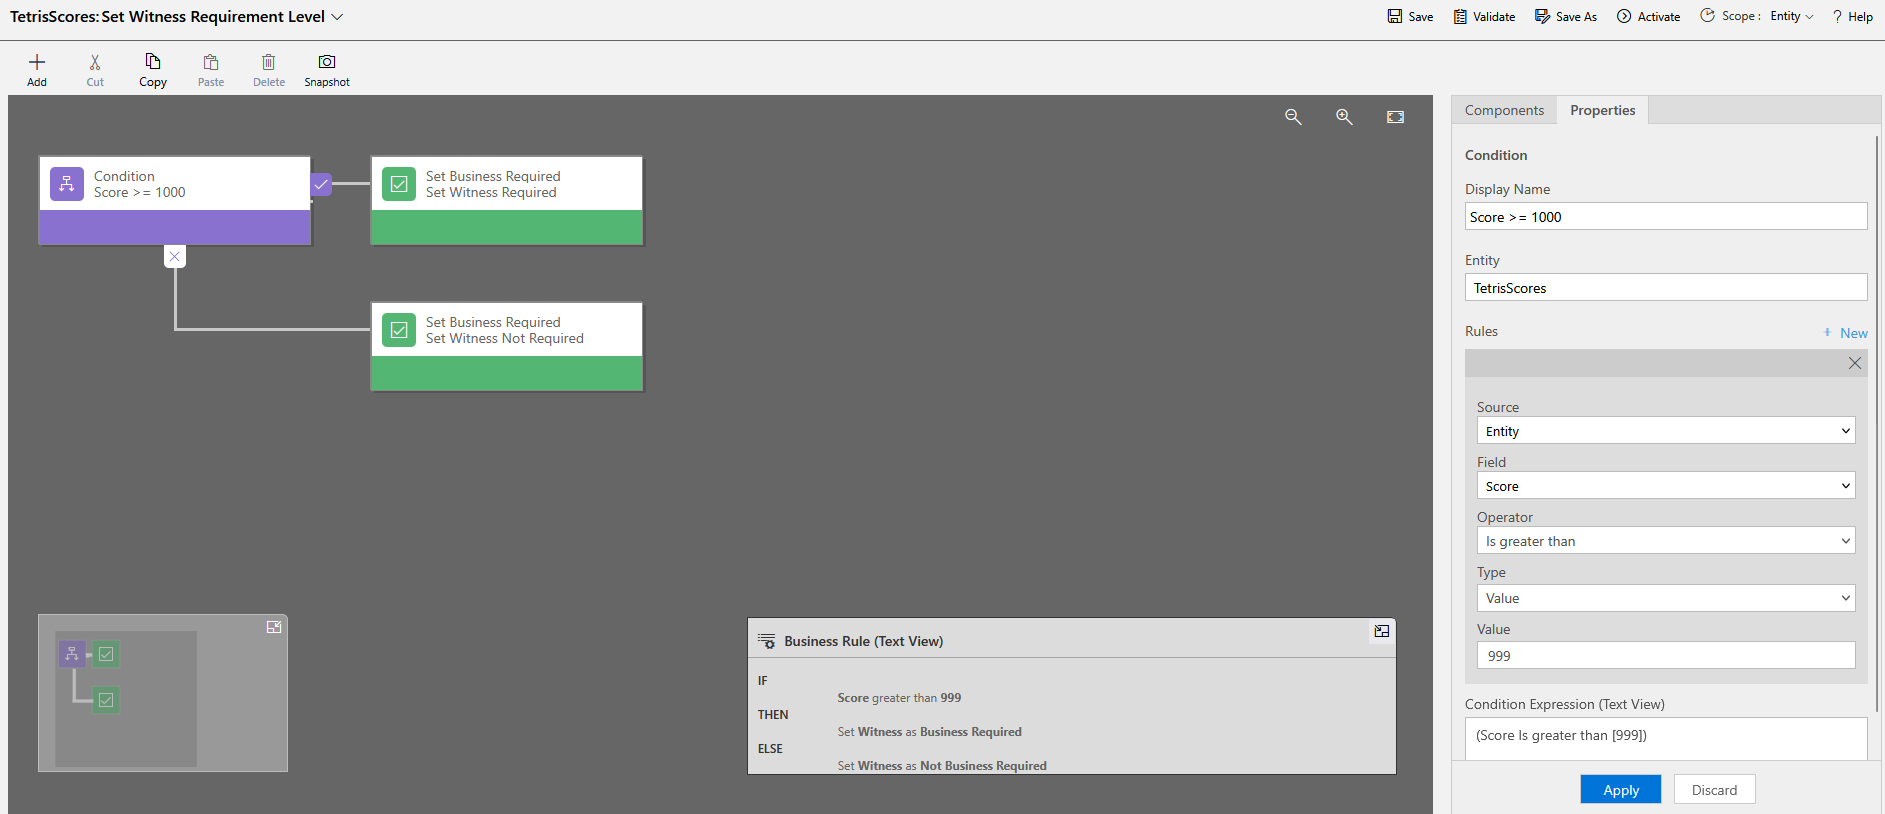 TetrisScores: Set Witness Requirement Level
Save
Validate
Save As
Activate
Scope :
Entity
? Help
Add
Cut
Copy
Paste
Delete
Snapshot
Condition
Score >= 1000
Set Business Required
Set Witness Required
Set Business Required
Set Witness Not Required
Business Rule (Text View)
IF
Score greater than 999
THEN
Set Witness as Business Required
ELSE
Set Witness as Not Business Required
Components
Properties
Condition
Display Name
Score >= 1000
Entity
TetrisScores
Rules
+ New
Source
Entity
Field
Score
Operator
Is greater than
Type
Value
Value
999
Condition Expression (Text View)
(Score Is greater than [999])
Apply
Discard